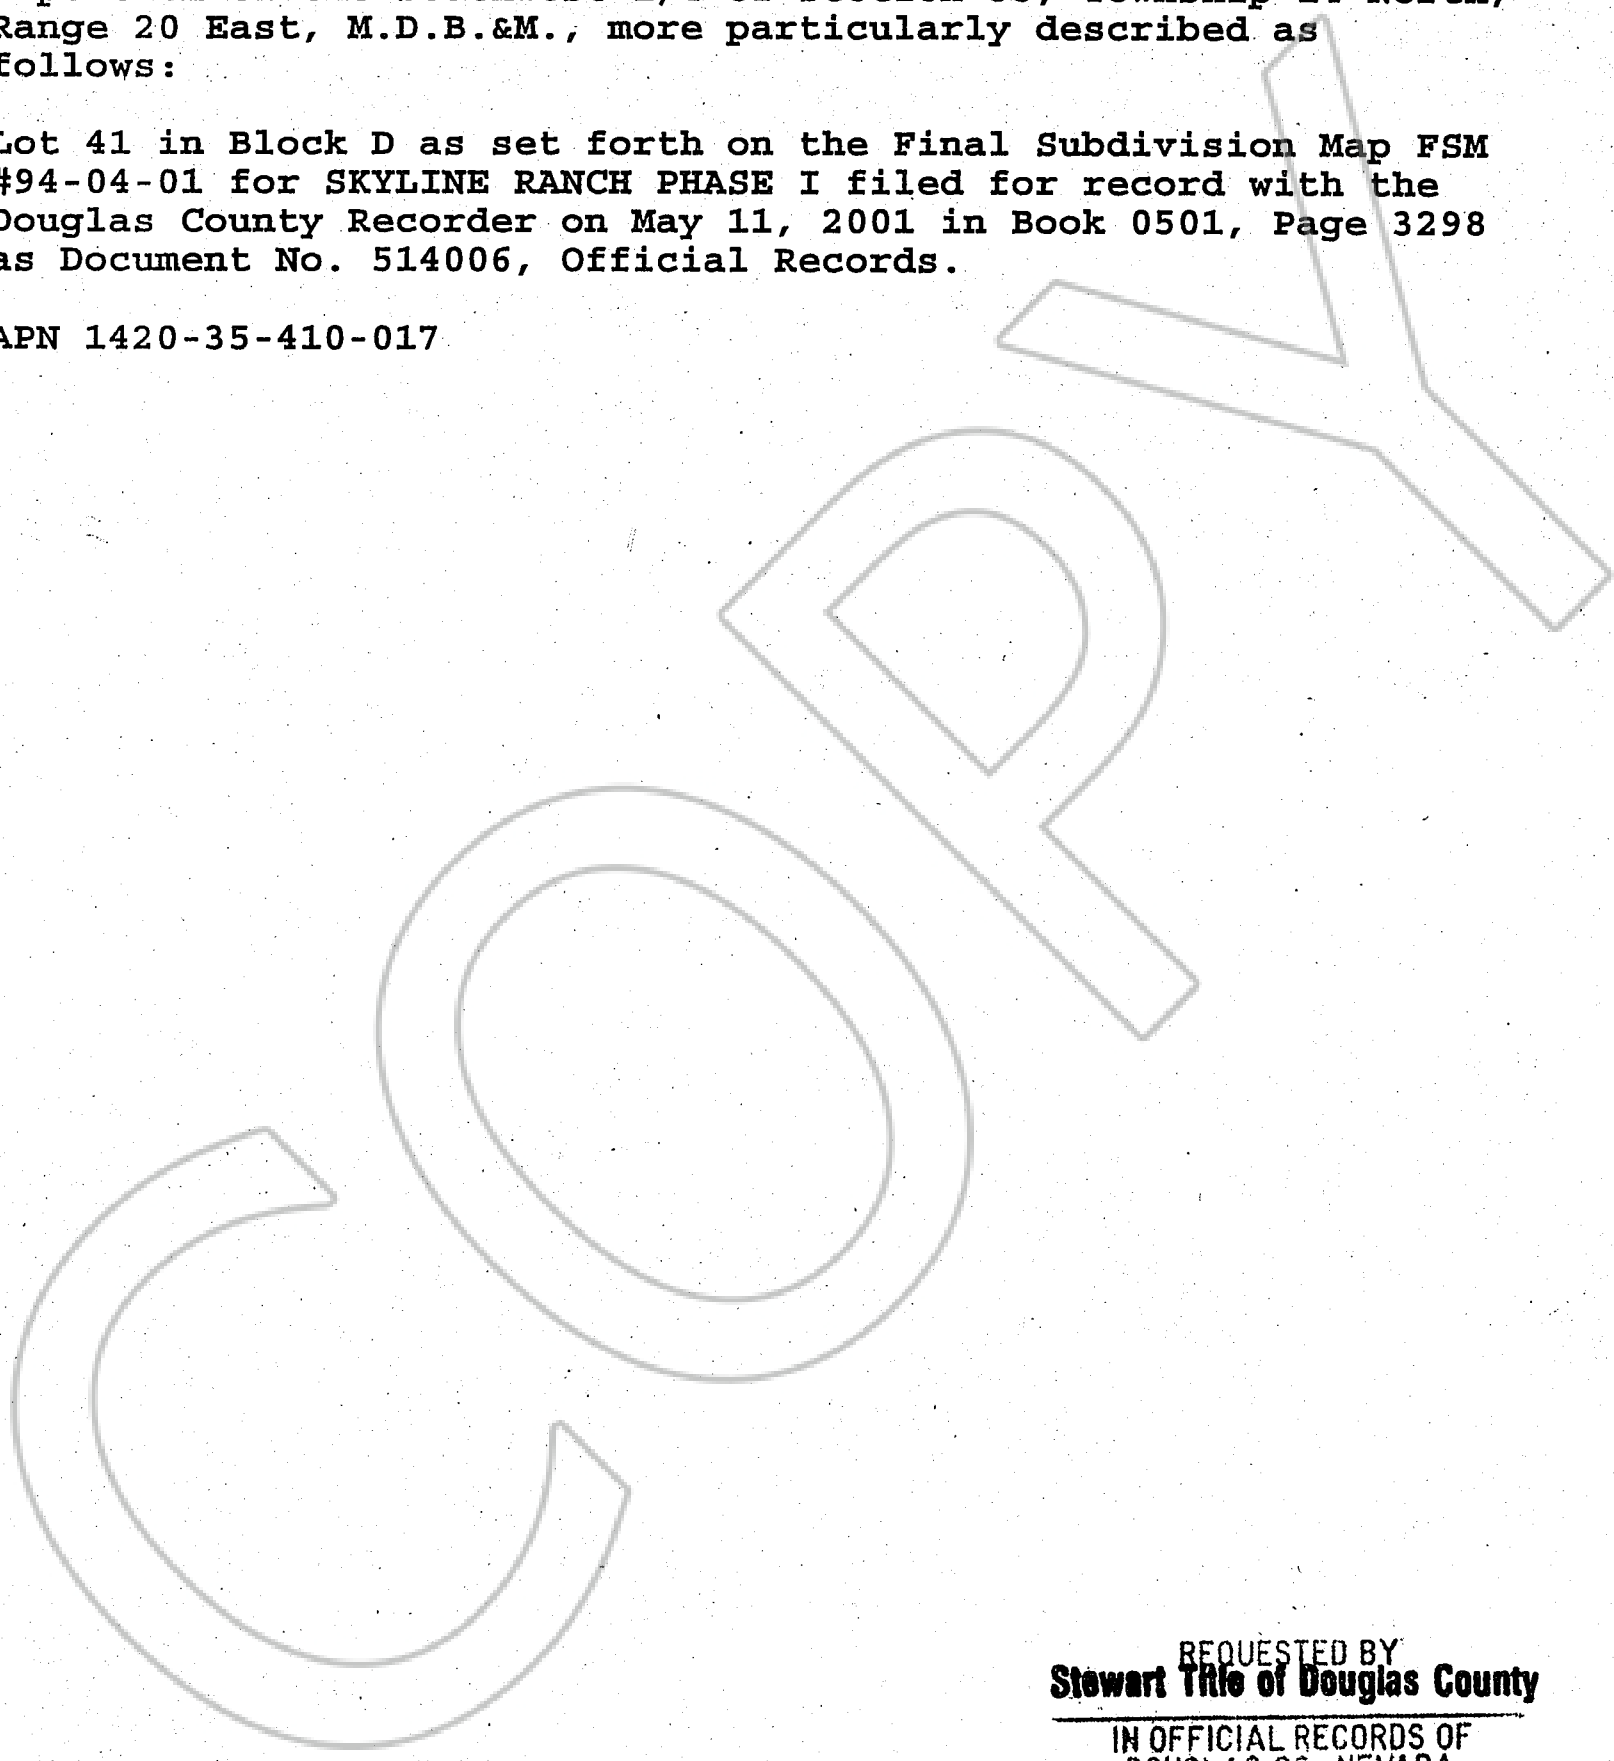 Range 20 East, M.D.B.&M., more particularly described as
follows:
Lot 41 in Block D as set forth on the Final Subdivision Map FSM
#94-04-01 for SKYLINE RANCH PHASE I filed for record with the
Douglas County Recorder on May 11, 2001 in Book 0501, Page 3298
as Document No. 514006, Official Records.
APN 1420-35-410-017
COPY
REQUESTED BY
Stewart Title of Douglas County
IN OFFICIAL RECORDS OF